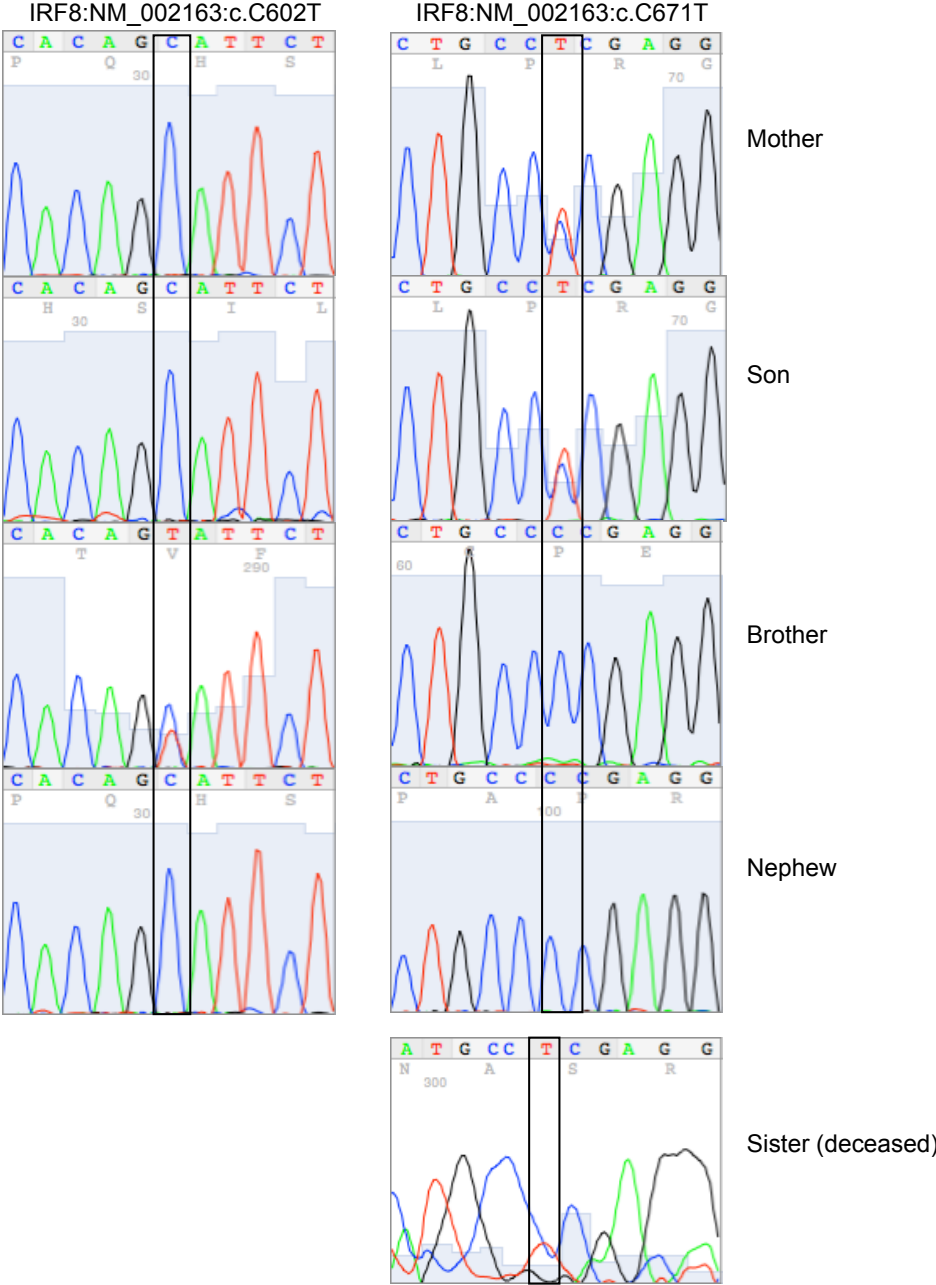 IRF8:NM_002163:c.C602T
IRF8:NM_002163:c.C671T
C A C A G C A T T C T
P Q H S
30
C T G C C T C G A G G
L P R G
70
Mother
C A C A G C A T T C T
H S I L
30
C T G C C T C G A G G
L P R G
70
Son
C A C A G T A T T C T
T V F
290
C T G C C C C G A G G
P E
60
Brother
C A C A G C A T T C T
P Q H S
30
C T G C C C C G A G G
P A P R
100
Nephew
A T G C C T C G A G G
N A S R
300
Sister (deceased)